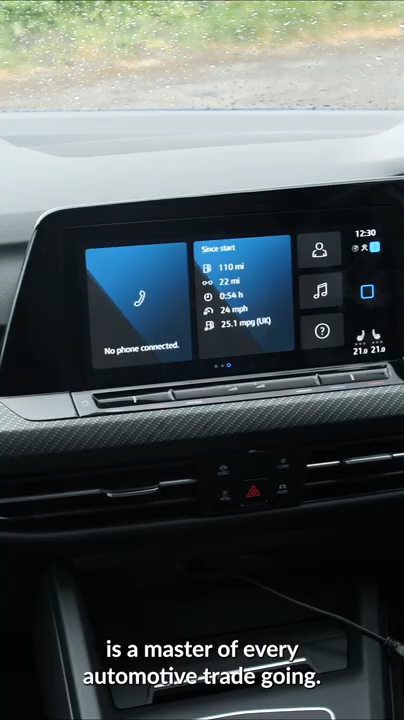 12:30
Since start
110 mi
22 mi
0:54 h
24 mph
25.1 mpg (UK)
No phone connected.
21.0 21.0
is a master of every
automotive trade going.